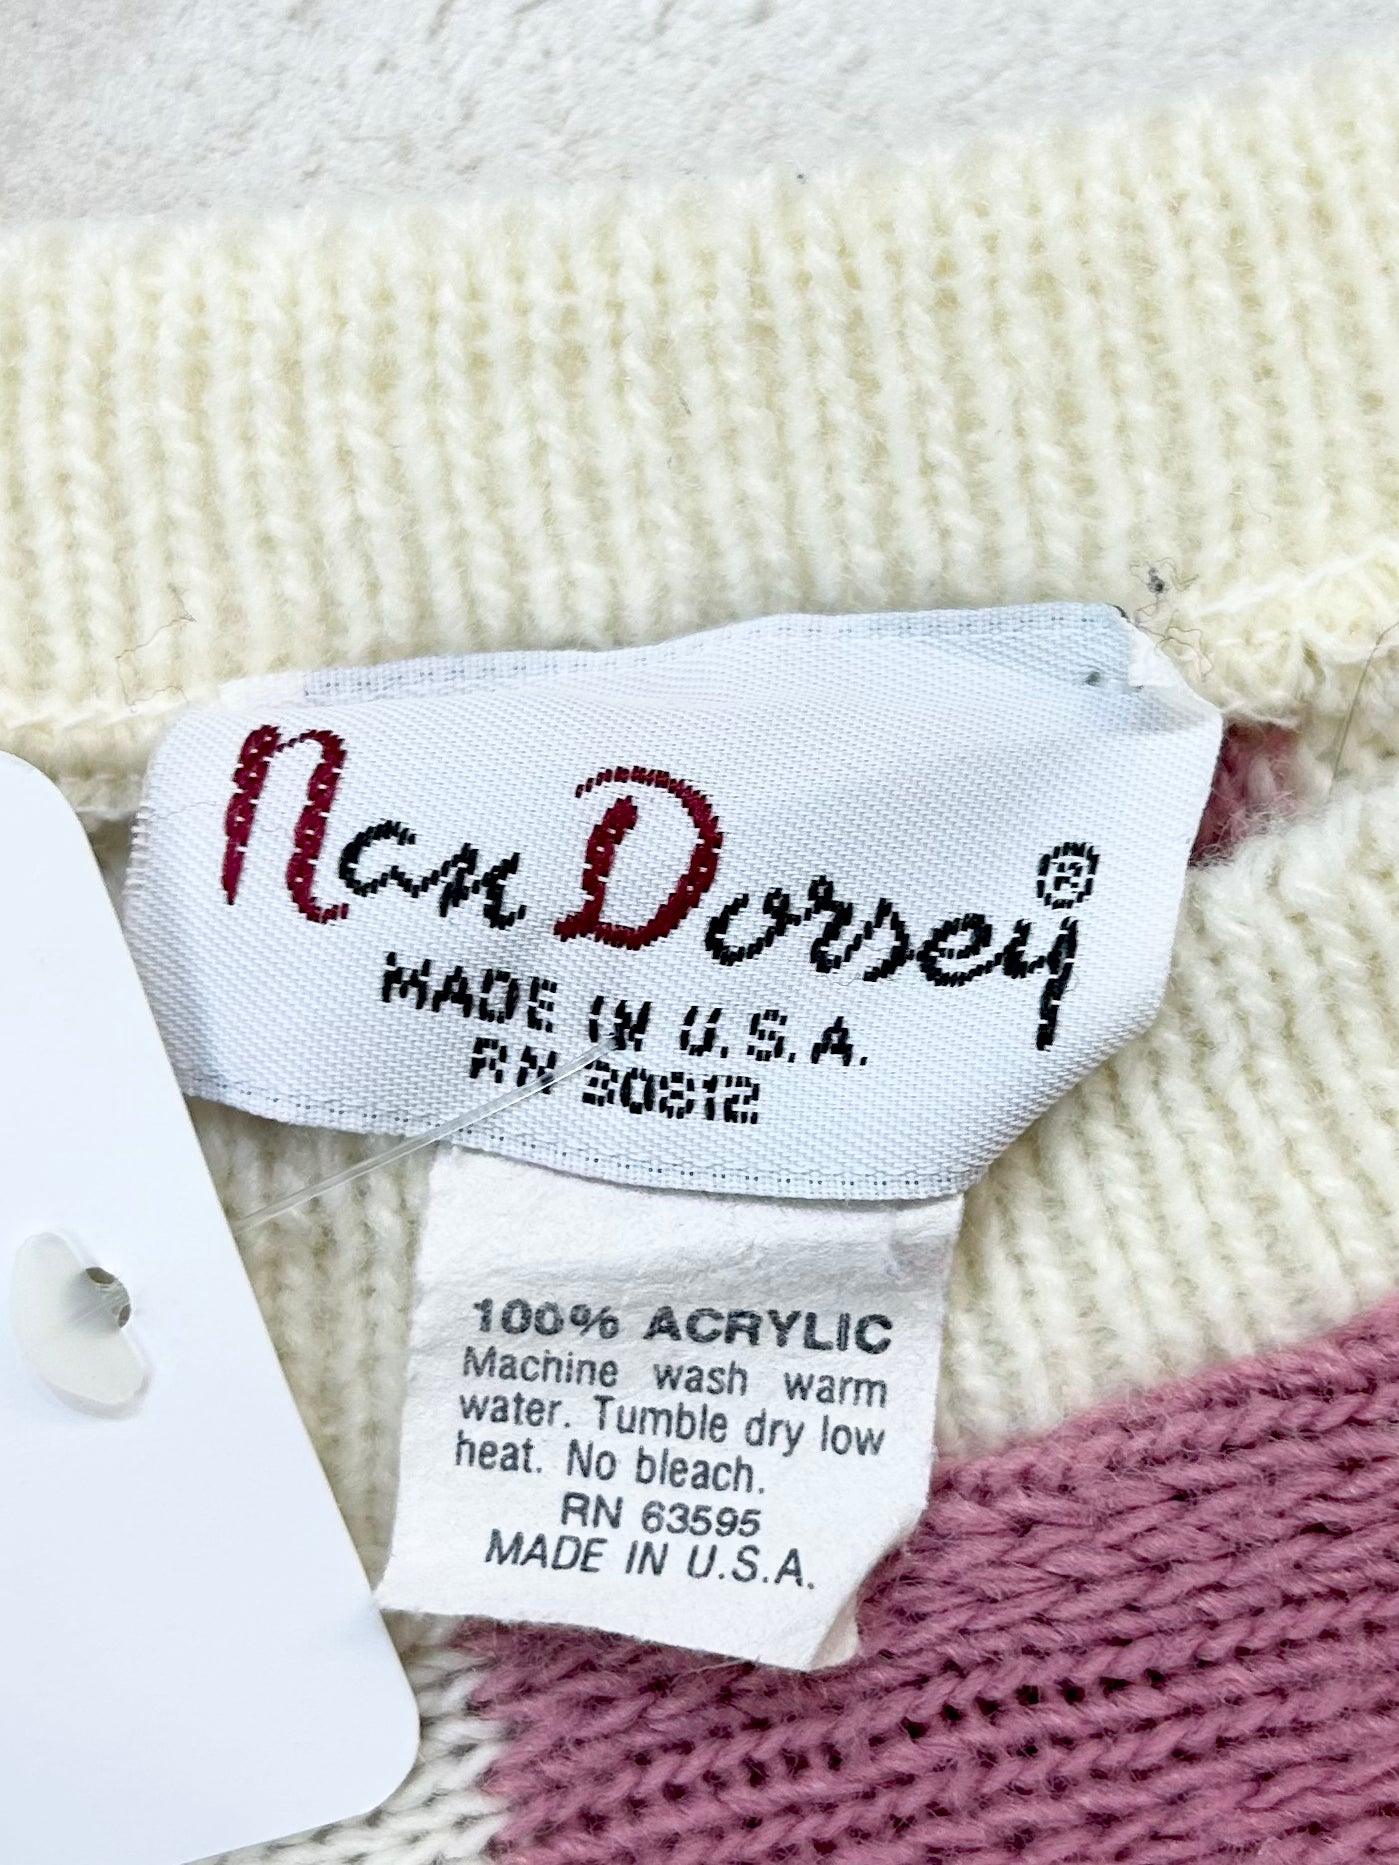 Nan Dorsey®
MADE IN U.S.A.
RN 30812
100% ACRYLIC
Machine wash warm
water. Tumble dry low
heat. No bleach.
RN 63595
MADE IN U.S.A.